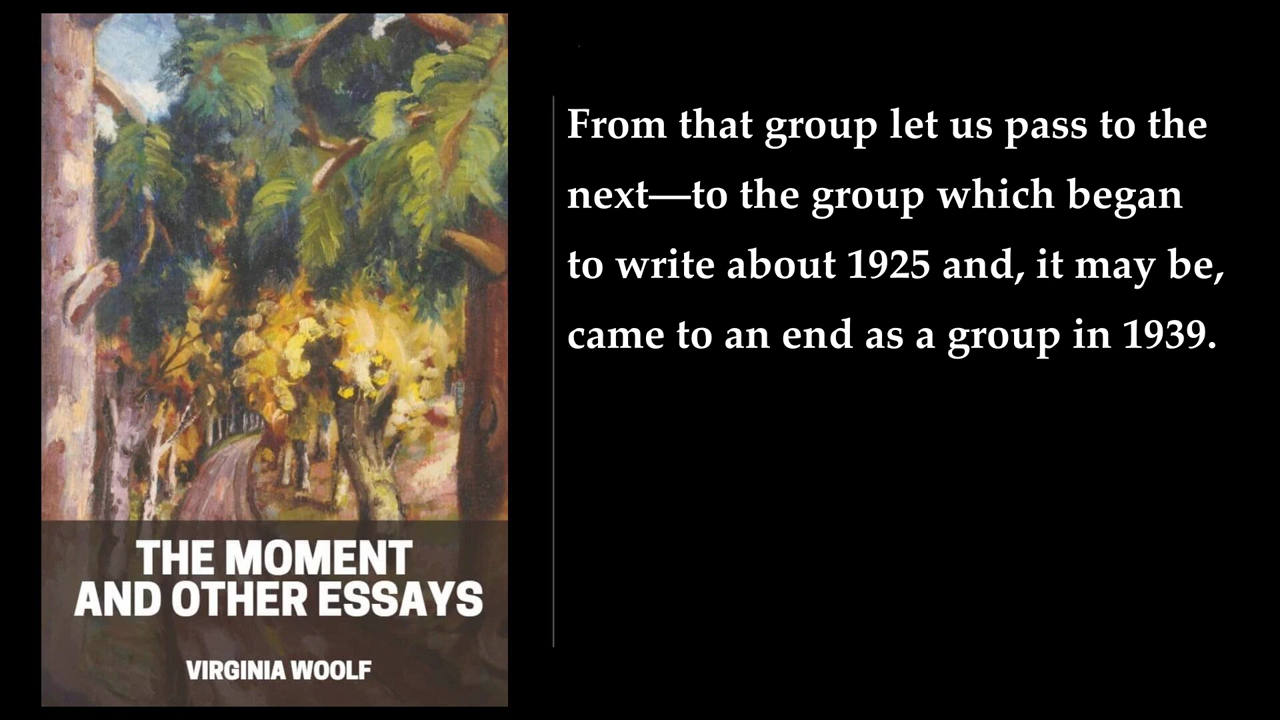 THE MOMENT
AND OTHER ESSAYS
VIRGINIA WOOLF
From that group let us pass to the
next—to the group which began
to write about 1925 and, it may be,
came to an end as a group in 1939.